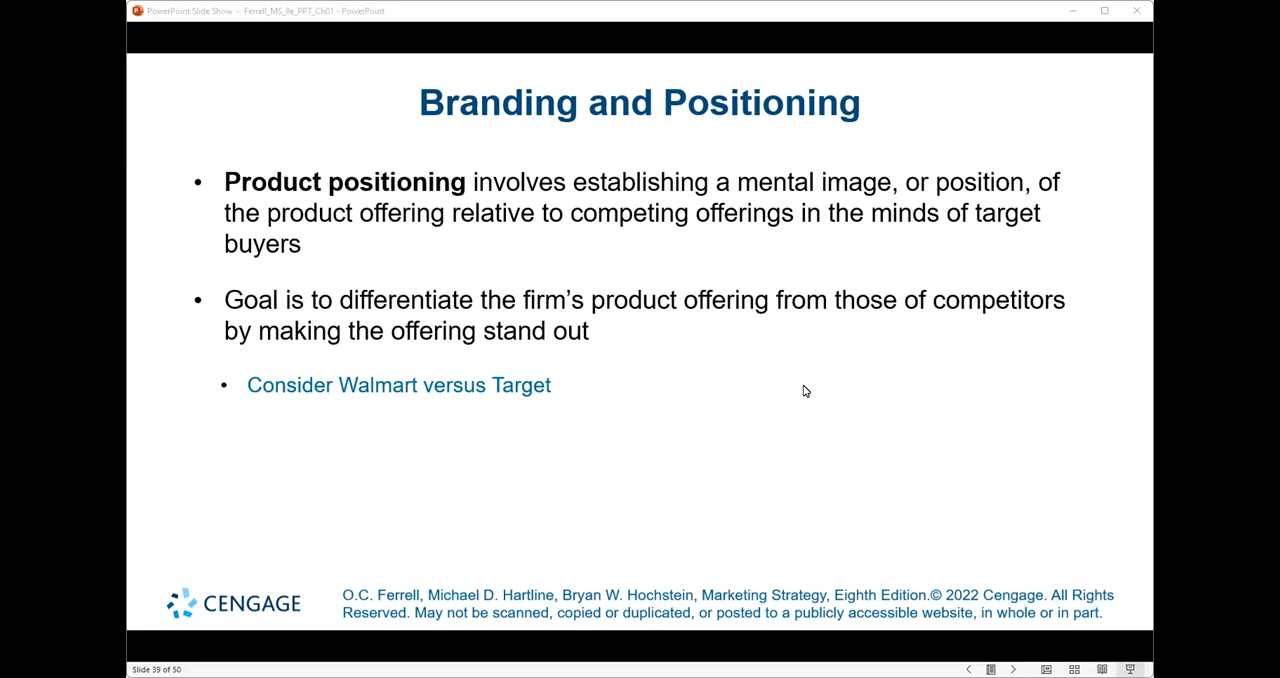 PowerPoint Slide Show - Ferrell_MS_8e_PPT_Ch01 - PowerPoint
Branding and Positioning
• Product positioning involves establishing a mental image, or position, of
the product offering relative to competing offerings in the minds of target
buyers
• Goal is to differentiate the firm's product offering from those of competitors
by making the offering stand out
• Consider Walmart versus Target
CENGAGE
O.C. Ferrell, Michael D. Hartline, Bryan W. Hochstein, Marketing Strategy, Eighth Edition.© 2022 Cengage. All Rights
Reserved. May not be scanned, copied or duplicated, or posted to a publicly accessible website, in whole or in part.
Slide 39 of 50